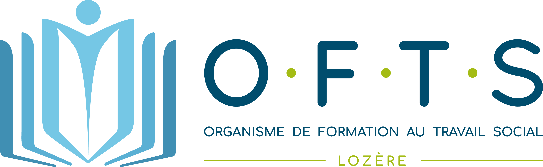 O·F·T·S
ORGANISME DE FORMATION AU TRAVAIL SOCIAL
LOZÈRE